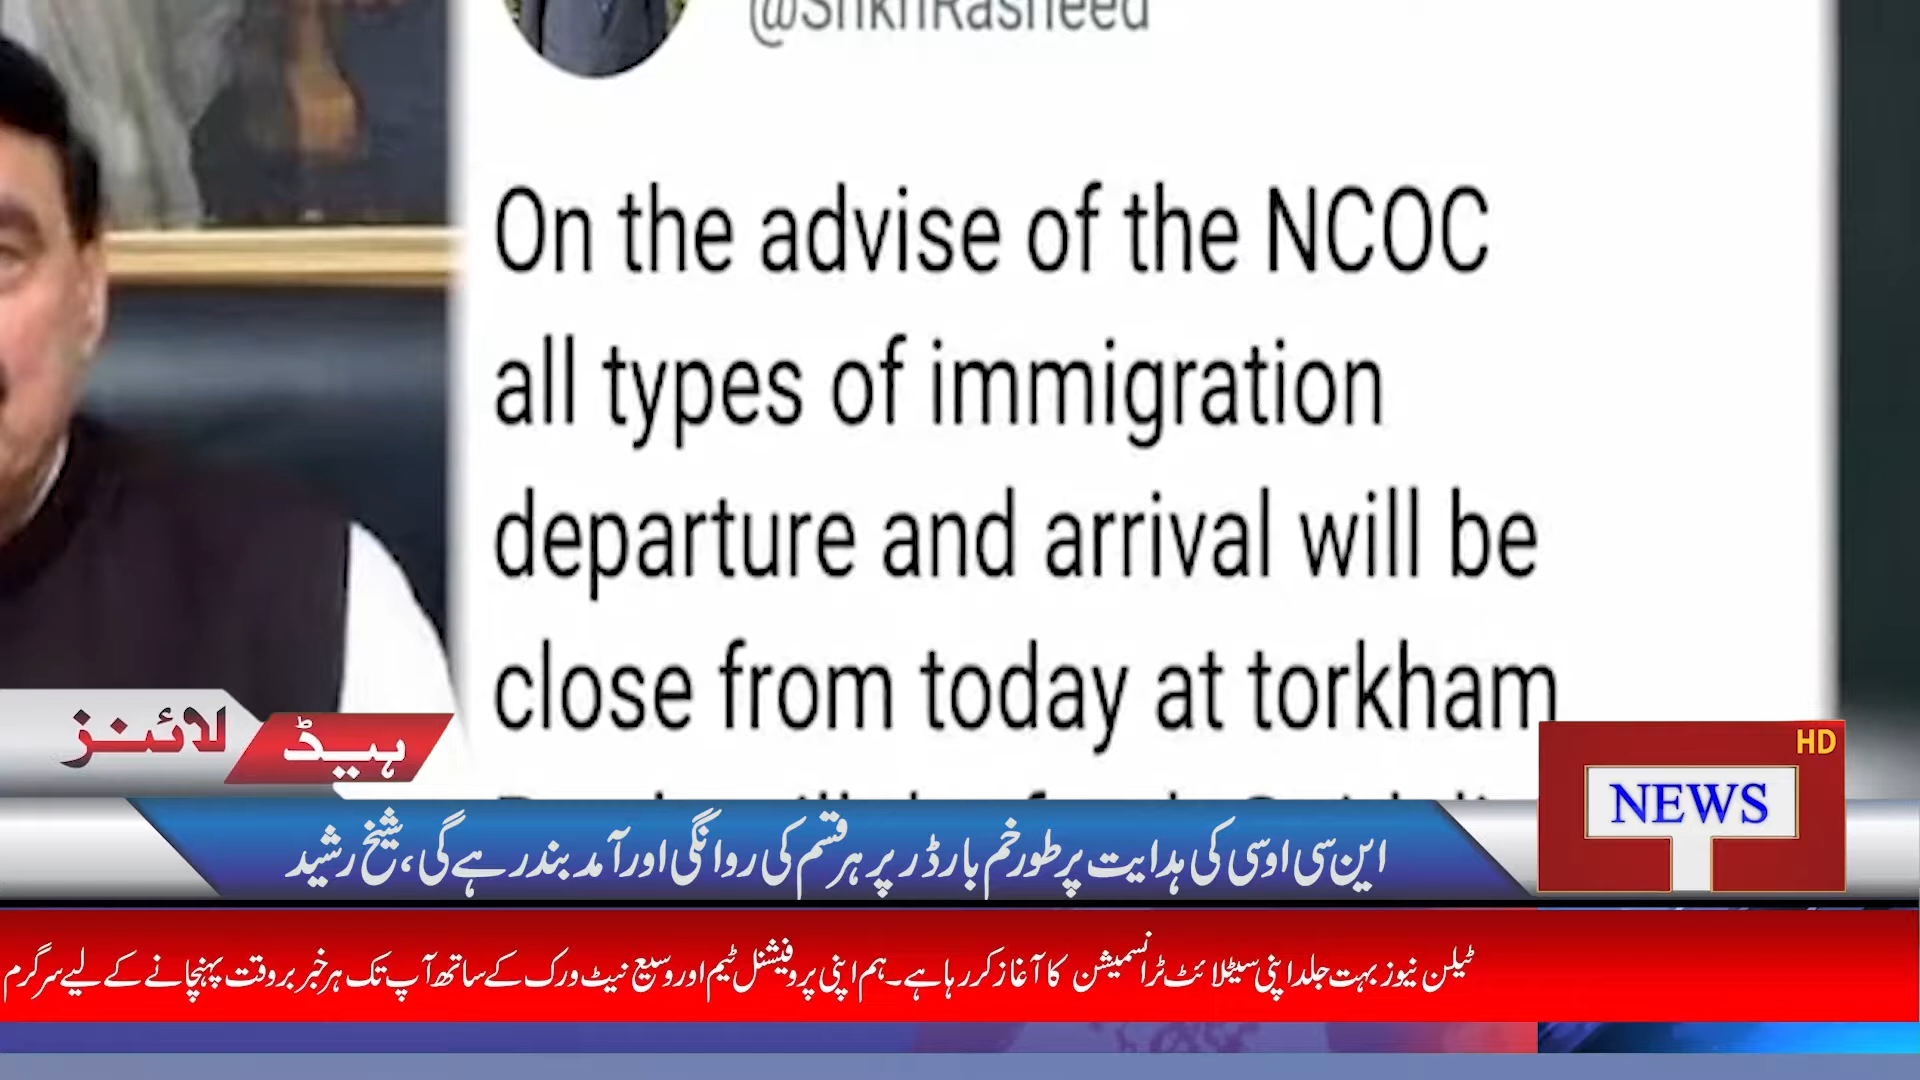 @ShkhRasheed
On the advise of the NCOC
all types of immigration
departure and arrival will be
close from today at torkham
ہیڈ لائنز
HD
NEWS
این سی او سی کی ہدایت پر طورخم بارڈر پر ہر قسم کی روانگی اور آمد بند رہے گی، شیخ رشید
ٹیلن نیوز بہت جلد اپنی سیٹلائٹ ٹرانسمیشن کا آغاز کر رہا ہے۔ ہم اپنی پروفیشنل ٹیم اور وسیع نیٹ ورک کے ساتھ آپ تک ہر خبر بروقت پہنچانے کے لیے سرگرم